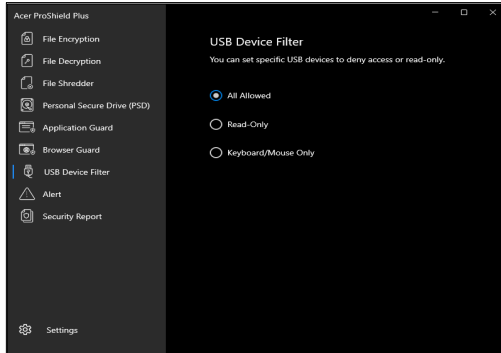 Acer ProShield Plus
File Encryption
File Decryption
File Shredder
Personal Secure Drive (PSD)
Application Guard
Browser Guard
USB Device Filter
Alert
Security Report
Settings
USB Device Filter
You can set specific USB devices to deny access or read-only.
All Allowed
Read-Only
Keyboard/Mouse Only